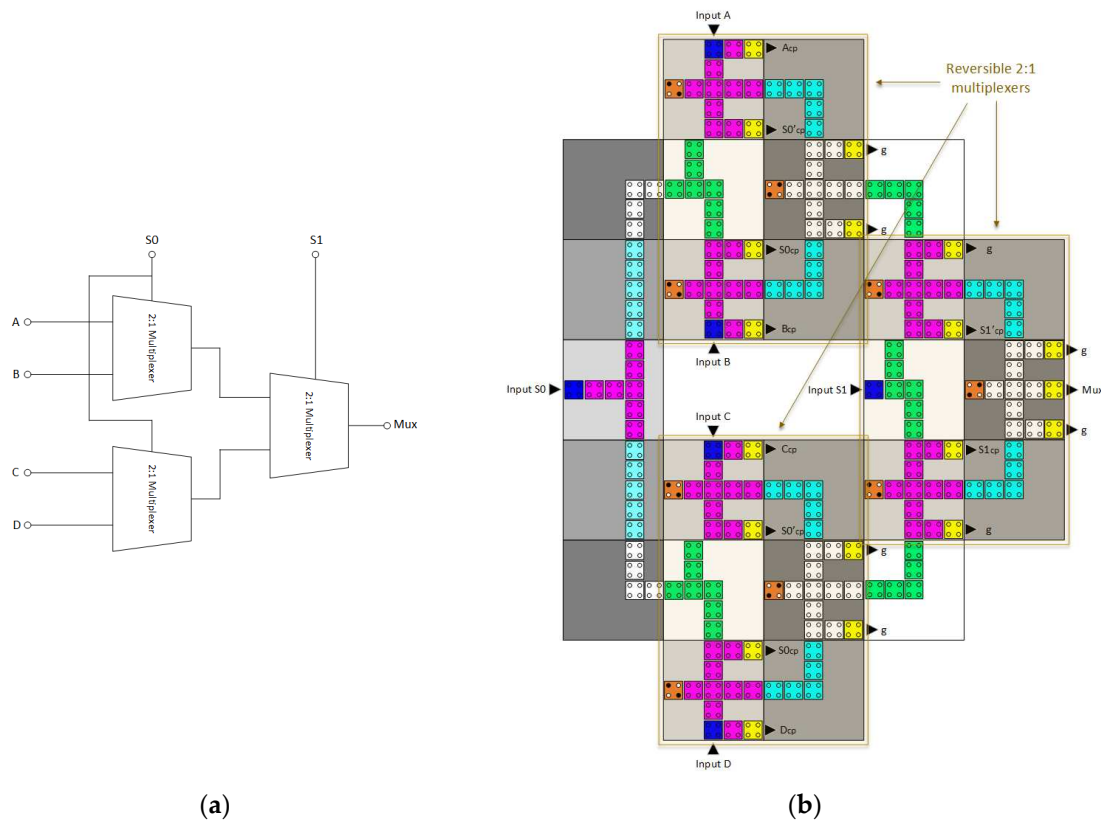 S0
S1
A
B
C
D
2:1 Multiplexer
2:1 Multiplexer
2:1 Multiplexer
Mux
(a)
Input A
Acp
Reversible 2:1
multiplexers
S0'cp
g
g
S0cp
g
Bcp
S1'cp
Input B
g
Input S0
Input S1
Mux
Input C
g
Ccp
S1cp
S0'cp
g
g
g
S0cp
Dcp
Input D
(b)